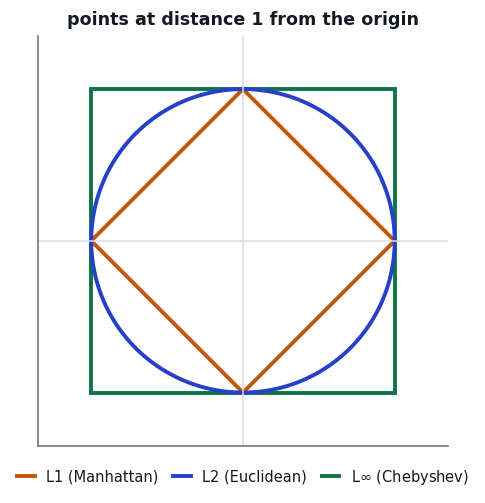 points at distance 1 from the origin
L1 (Manhattan) L2 (Euclidean) L∞ (Chebyshev)